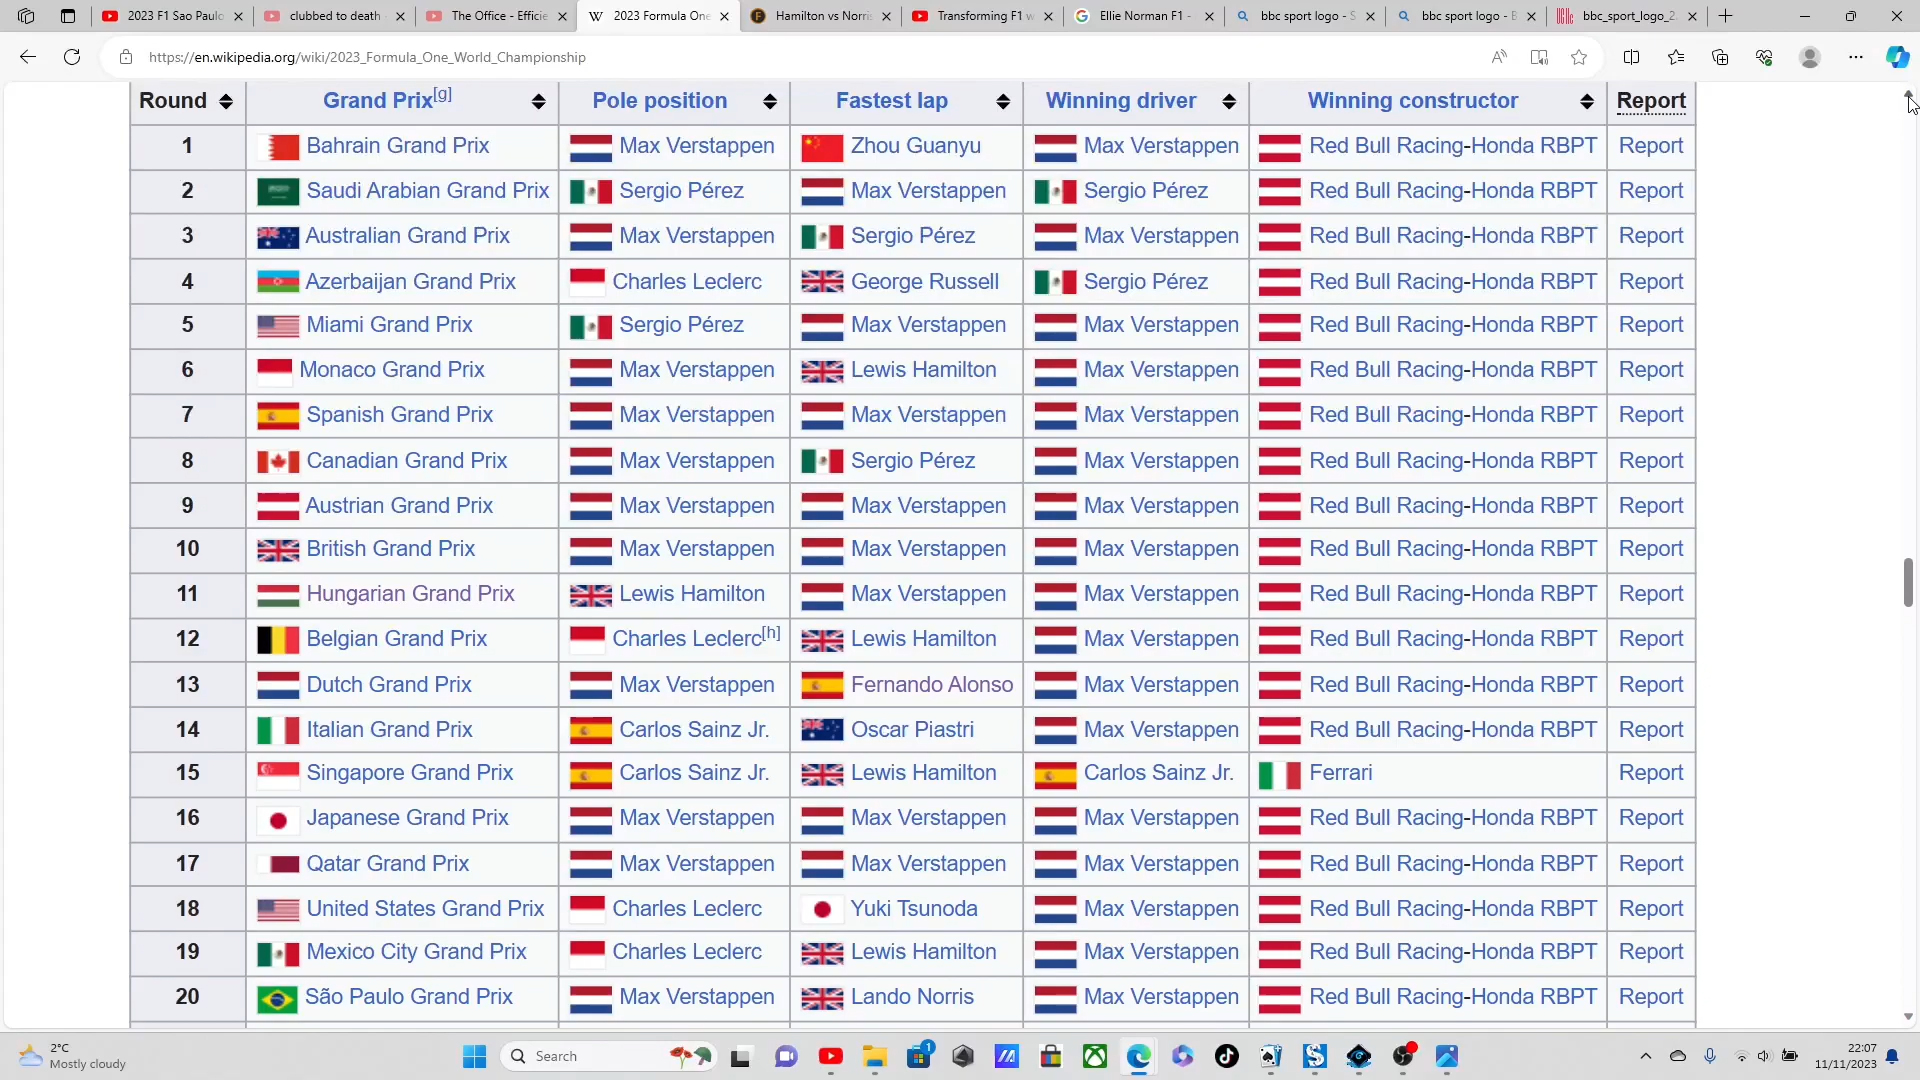 2023 F1 Sao Paulo
clubbed to death
The Office - Efficie
W 2023 Formula One
Hamilton vs Norris
Transforming F1 w
Ellie Norman F1 -
bbc sport logo - S
bbc sport logo - B
bbc_sport_logo_2
https://en.wikipedia.org/wiki/2023_Formula_One_World_Championship
Round Grand Prix[g] Pole position Fastest lap Winning driver Winning constructor Report
1 Bahrain Grand Prix Max Verstappen Zhou Guanyu Max Verstappen Red Bull Racing-Honda RBPT Report
2 Saudi Arabian Grand Prix Sergio Pérez Max Verstappen Sergio Pérez Red Bull Racing-Honda RBPT Report
3 Australian Grand Prix Max Verstappen Sergio Pérez Max Verstappen Red Bull Racing-Honda RBPT Report
4 Azerbaijan Grand Prix Charles Leclerc George Russell Sergio Pérez Red Bull Racing-Honda RBPT Report
5 Miami Grand Prix Sergio Pérez Max Verstappen Max Verstappen Red Bull Racing-Honda RBPT Report
6 Monaco Grand Prix Max Verstappen Lewis Hamilton Max Verstappen Red Bull Racing-Honda RBPT Report
7 Spanish Grand Prix Max Verstappen Max Verstappen Max Verstappen Red Bull Racing-Honda RBPT Report
8 Canadian Grand Prix Max Verstappen Sergio Pérez Max Verstappen Red Bull Racing-Honda RBPT Report
9 Austrian Grand Prix Max Verstappen Max Verstappen Max Verstappen Red Bull Racing-Honda RBPT Report
10 British Grand Prix Max Verstappen Max Verstappen Max Verstappen Red Bull Racing-Honda RBPT Report
11 Hungarian Grand Prix Lewis Hamilton Max Verstappen Max Verstappen Red Bull Racing-Honda RBPT Report
12 Belgian Grand Prix Charles Leclerc[h] Lewis Hamilton Max Verstappen Red Bull Racing-Honda RBPT Report
13 Dutch Grand Prix Max Verstappen Fernando Alonso Max Verstappen Red Bull Racing-Honda RBPT Report
14 Italian Grand Prix Carlos Sainz Jr. Oscar Piastri Max Verstappen Red Bull Racing-Honda RBPT Report
15 Singapore Grand Prix Carlos Sainz Jr. Lewis Hamilton Carlos Sainz Jr. Ferrari Report
16 Japanese Grand Prix Max Verstappen Max Verstappen Max Verstappen Red Bull Racing-Honda RBPT Report
17 Qatar Grand Prix Max Verstappen Max Verstappen Max Verstappen Red Bull Racing-Honda RBPT Report
18 United States Grand Prix Charles Leclerc Yuki Tsunoda Max Verstappen Red Bull Racing-Honda RBPT Report
19 Mexico City Grand Prix Charles Leclerc Lewis Hamilton Max Verstappen Red Bull Racing-Honda RBPT Report
20 São Paulo Grand Prix Max Verstappen Lando Norris Max Verstappen Red Bull Racing-Honda RBPT Report
2°C
Mostly cloudy
Search
1
22:07
11/11/2023